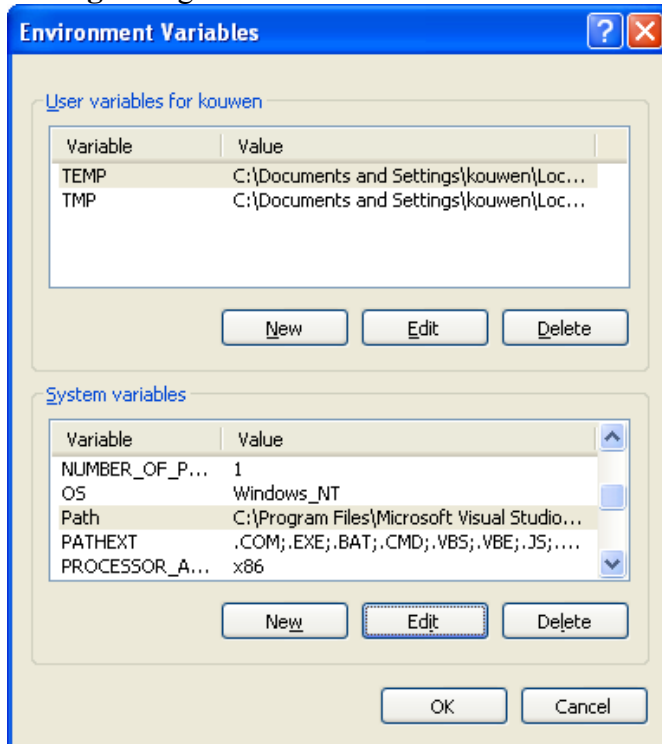 Environment Variables
User variables for kouwen
Variable Value
TEMP C:\Documents and Settings\kouwen\Loc...
TMP C:\Documents and Settings\kouwen\Loc...
New Edit Delete
System variables
Variable Value
NUMBER_OF_P... 1
OS Windows_NT
Path C:\Program Files\Microsoft Visual Studio...
PATHEXT .COM;.EXE;.BAT;.CMD;.VBS;.VBE;.JS;....
PROCESSOR_A... x86
New Edit Delete
OK Cancel